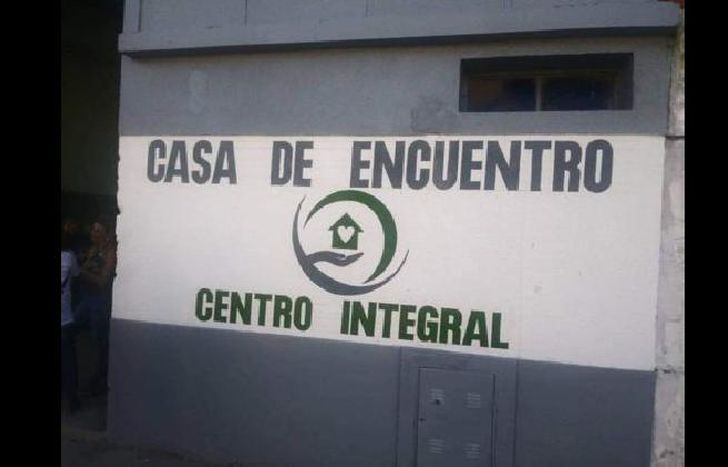 CASA DE ENCUENTRO
CENTRO INTEGRAL